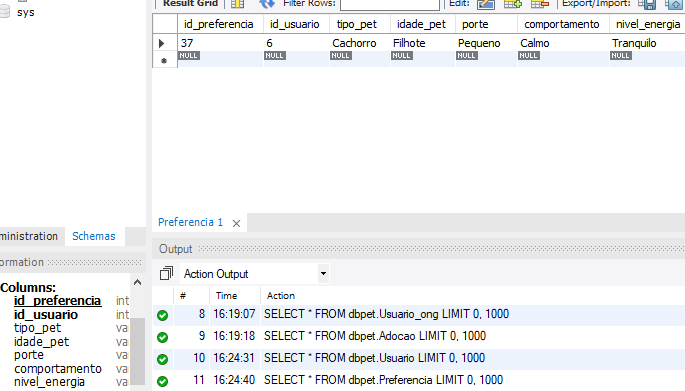 Result Grid Filter Rows: Edit: Export/Import:
sys
id_preferencia id_usuario tipo_pet idade_pet porte comportamento nivel_energia
37 6 Cachorro Filhote Pequeno Calmo Tranquilo
NULL NULL NULL NULL NULL NULL NULL
Preferencia 1
ministration Schemas
Output
ormation
Action Output
Columns:
# Time Action
id_preferencia int
id_usuario int
tipo_pet va
idade_pet va
porte va
comportamento va
nivel_energia va
8 16:19:07 SELECT * FROM dbpet.Usuario_ong LIMIT 0, 1000
9 16:19:18 SELECT * FROM dbpet.Adocao LIMIT 0, 1000
10 16:24:31 SELECT * FROM dbpet.Usuario LIMIT 0, 1000
11 16:24:40 SELECT * FROM dbpet.Preferencia LIMIT 0, 1000